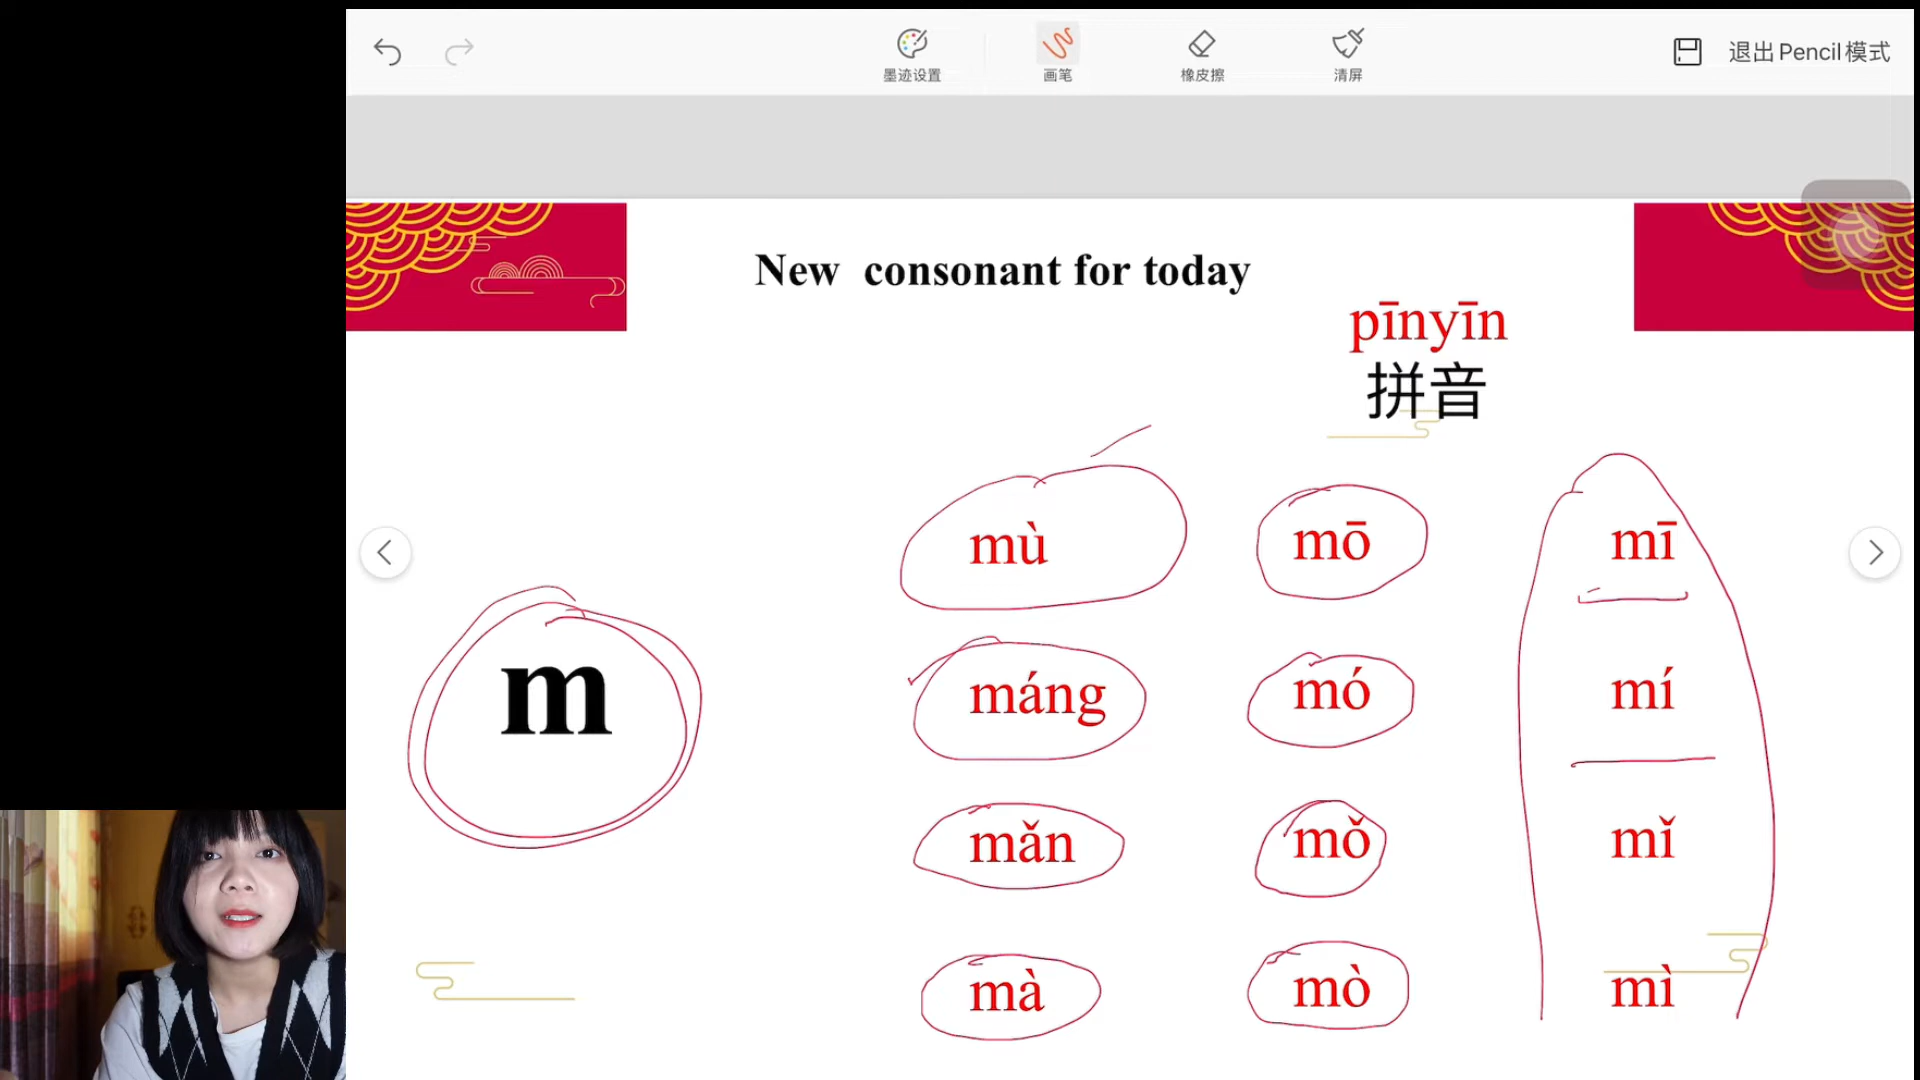 墨迹设置 画笔 橡皮擦 清屏 退出Pencil模式
New consonant for today
pīnyīn
拼音
m
mù mō mī
máng mó mí
mǎn mǒ mǐ
mà mò mì